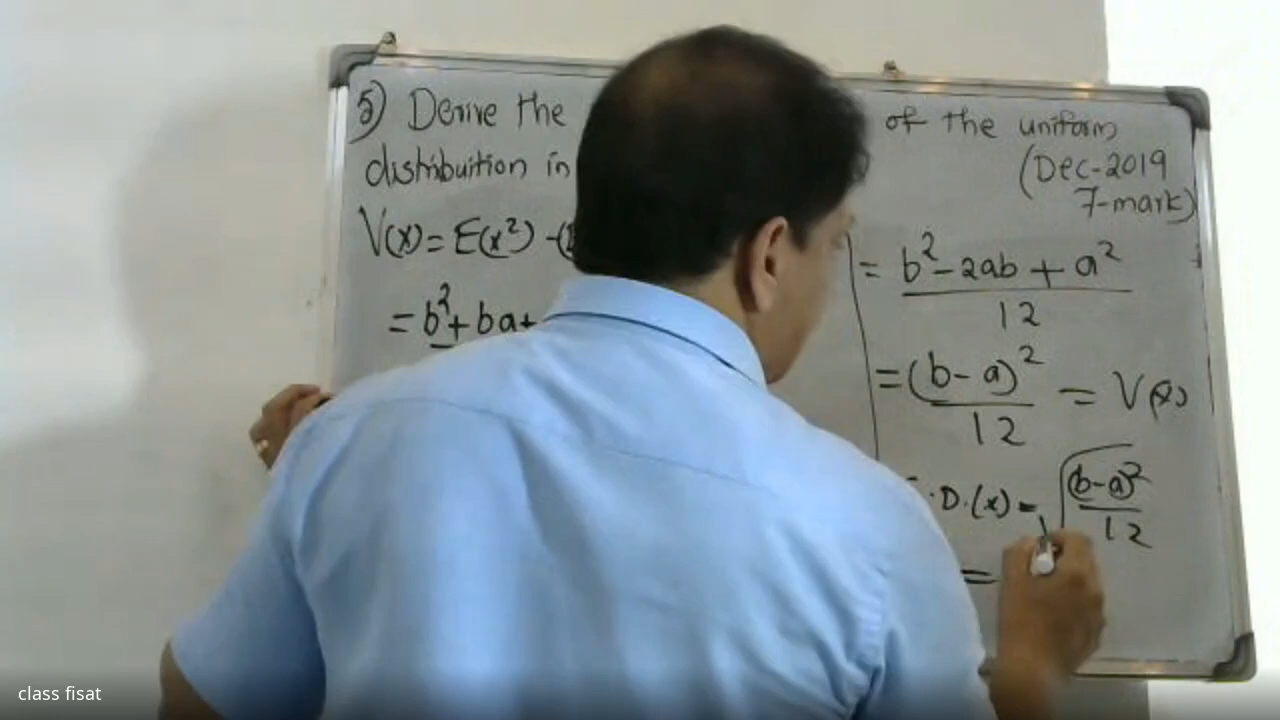 5) Derive the of the uniform
distribuition in (Dec-2019
7-mark)
V(x) = E(x²) -(
= b² + ba+
= b² - 2ab + a² / 12
= (b - a)² / 12 = V(x)
.D.(x) = √(b-a)² / 12
=
class fisat